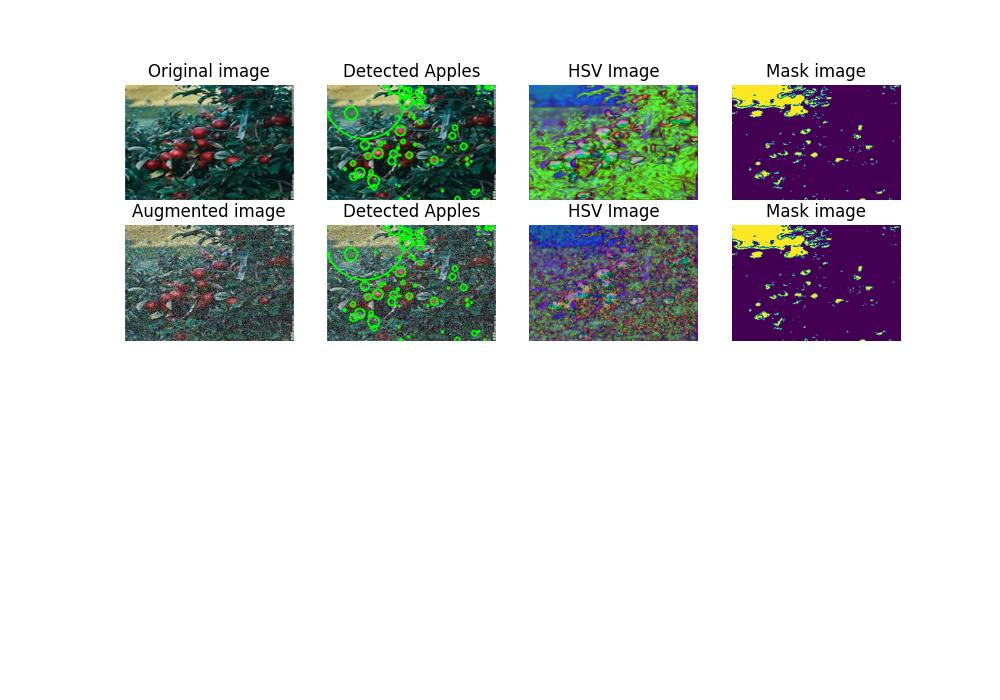 Original image
Detected Apples
HSV Image
Mask image
Augmented image
Detected Apples
HSV Image
Mask image